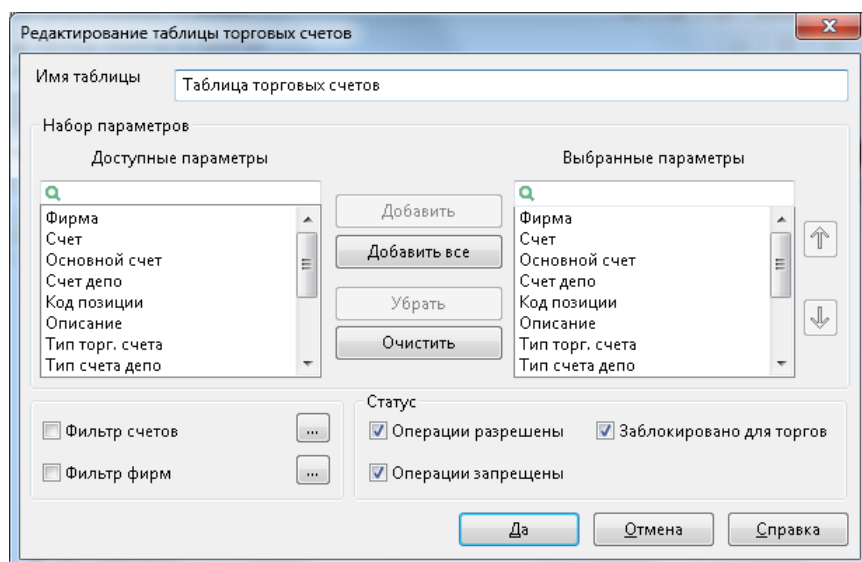 Редактирование таблицы торговых счетов
Имя таблицы
Таблица торговых счетов
Набор параметров
Доступные параметры
Выбранные параметры
Фирма
Счет
Основной счет
Счет депо
Код позиции
Описание
Тип торг. счета
Тип счета депо
Добавить
Добавить все
Убрать
Очистить
Фирма
Счет
Основной счет
Счет депо
Код позиции
Описание
Тип торг. счета
Тип счета депо
Фильтр счетов ...
Фильтр фирм ...
Статус
Операции разрешены
Заблокировано для торгов
Операции запрещены
Да Отмена Справка